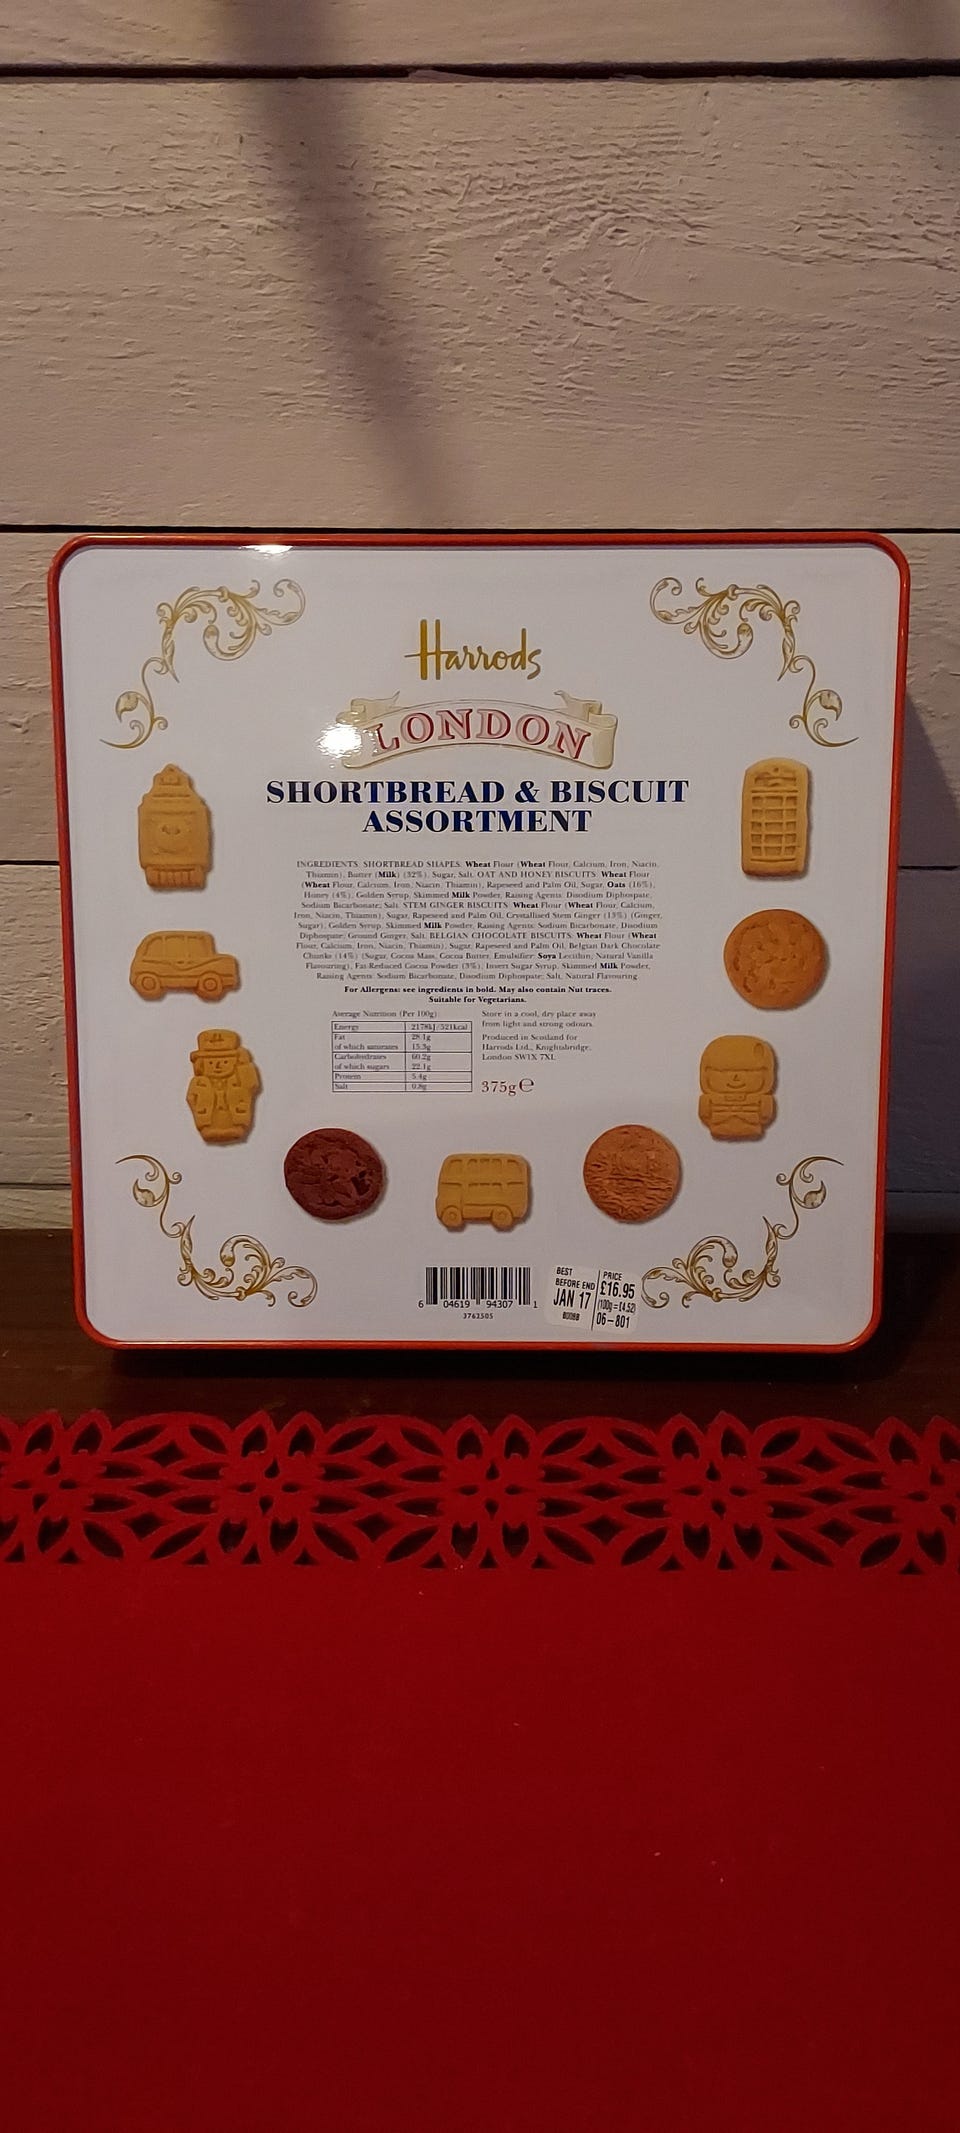 Harrods
LONDON
SHORTBREAD & BISCUIT
ASSORTMENT
INGREDIENTS: SHORTBREAD SHAPES: Wheat Flour (Wheat Flour, Calcium, Iron, Niacin,
Thiamin), Butter (Milk) (32%), Sugar, Salt. OAT AND HONEY BISCUITS: Wheat Flour
(Wheat Flour, Calcium, Iron, Niacin, Thiamin), Rapeseed and Palm Oil, Sugar, Oats (16%),
Honey (4%), Golden Syrup, Skimmed Milk Powder, Raising Agents: Disodium Diphospate,
Sodium Bicarbonate; Salt. STEM GINGER BISCUITS: Wheat Flour (Wheat Flour, Calcium,
Iron, Niacin, Thiamin), Sugar, Rapeseed and Palm Oil, Crystallised Stem Ginger (13%) (Ginger,
Sugar), Golden Syrup, Skimmed Milk Powder, Raising Agents: Sodium Bicarbonate, Disodium
Diphospate; Ground Ginger, Salt. BELGIAN CHOCOLATE BISCUITS: Wheat Flour (Wheat
Flour, Calcium, Iron, Niacin, Thiamin), Sugar, Rapeseed and Palm Oil, Belgian Dark Chocolate
Chunks (14%) (Sugar, Cocoa Mass, Cocoa Butter, Emulsifier: Soya Lecithin; Natural Vanilla
Flavouring), Fat-Reduced Cocoa Powder (3%), Invert Sugar Syrup, Skimmed Milk Powder,
Raising Agents: Sodium Bicarbonate, Disodium Diphospate; Salt, Natural Flavouring.
For Allergens: see ingredients in bold. May also contain Nut traces.
Suitable for Vegetarians.
Average Nutrition (Per 100g)
Energy 2178kJ/521kcal
Fat 28.1g
of which saturates 15.3g
Carbohydrates 60.2g
of which sugars 22.1g
Protein 5.4g
Salt 0.8g
Store in a cool, dry place away
from light and strong odours.
Produced in Scotland for
Harrods Ltd., Knightsbridge,
London SW1X 7XL
375g e
6 04619 94307 1
3762505
BEST
BEFORE END
JAN 17
PRICE
£16.95
(100g=£4.52)
06-801